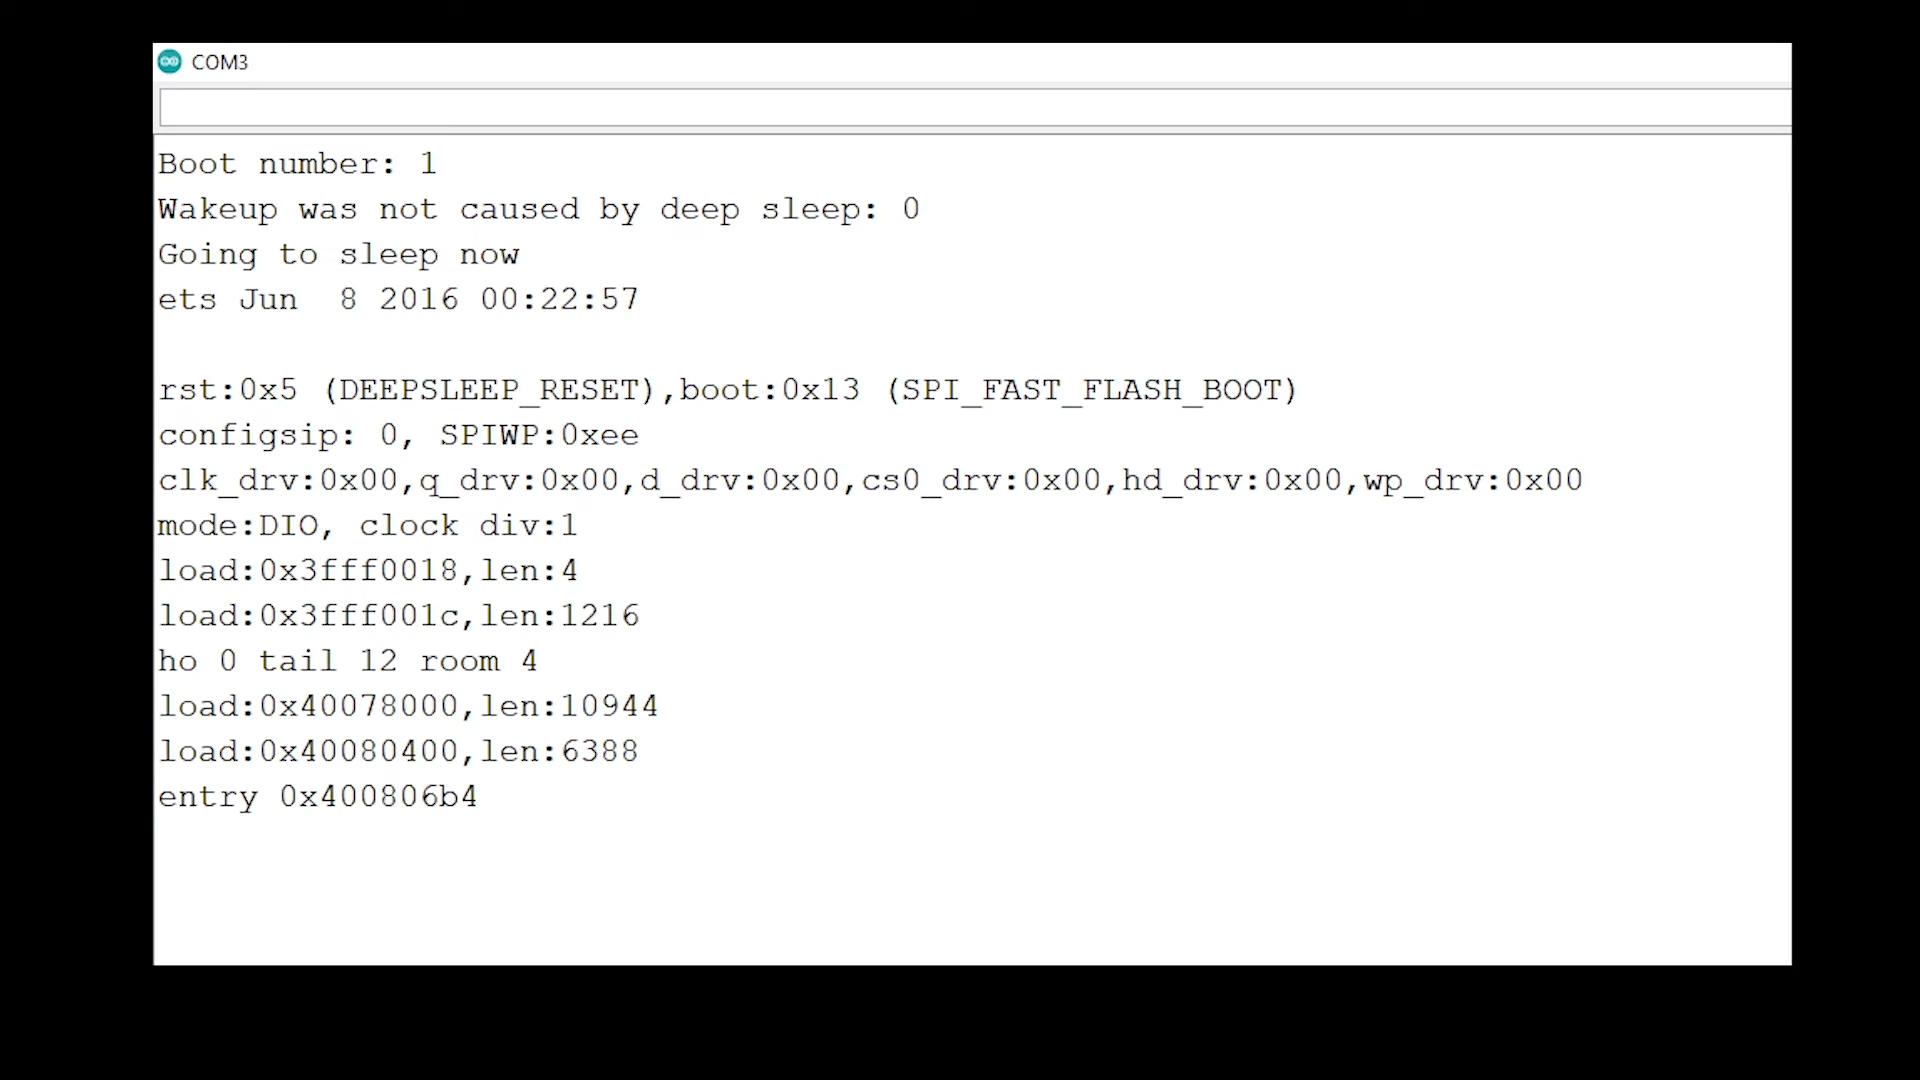 COM3
Boot number: 1
Wakeup was not caused by deep sleep: 0
Going to sleep now
ets Jun  8 2016 00:22:57

rst:0x5 (DEEPSLEEP_RESET),boot:0x13 (SPI_FAST_FLASH_BOOT)
configsip: 0, SPIWP:0xee
clk_drv:0x00,q_drv:0x00,d_drv:0x00,cs0_drv:0x00,hd_drv:0x00,wp_drv:0x00
mode:DIO, clock div:1
load:0x3fff0018,len:4
load:0x3fff001c,len:1216
ho 0 tail 12 room 4
load:0x40078000,len:10944
load:0x40080400,len:6388
entry 0x400806b4